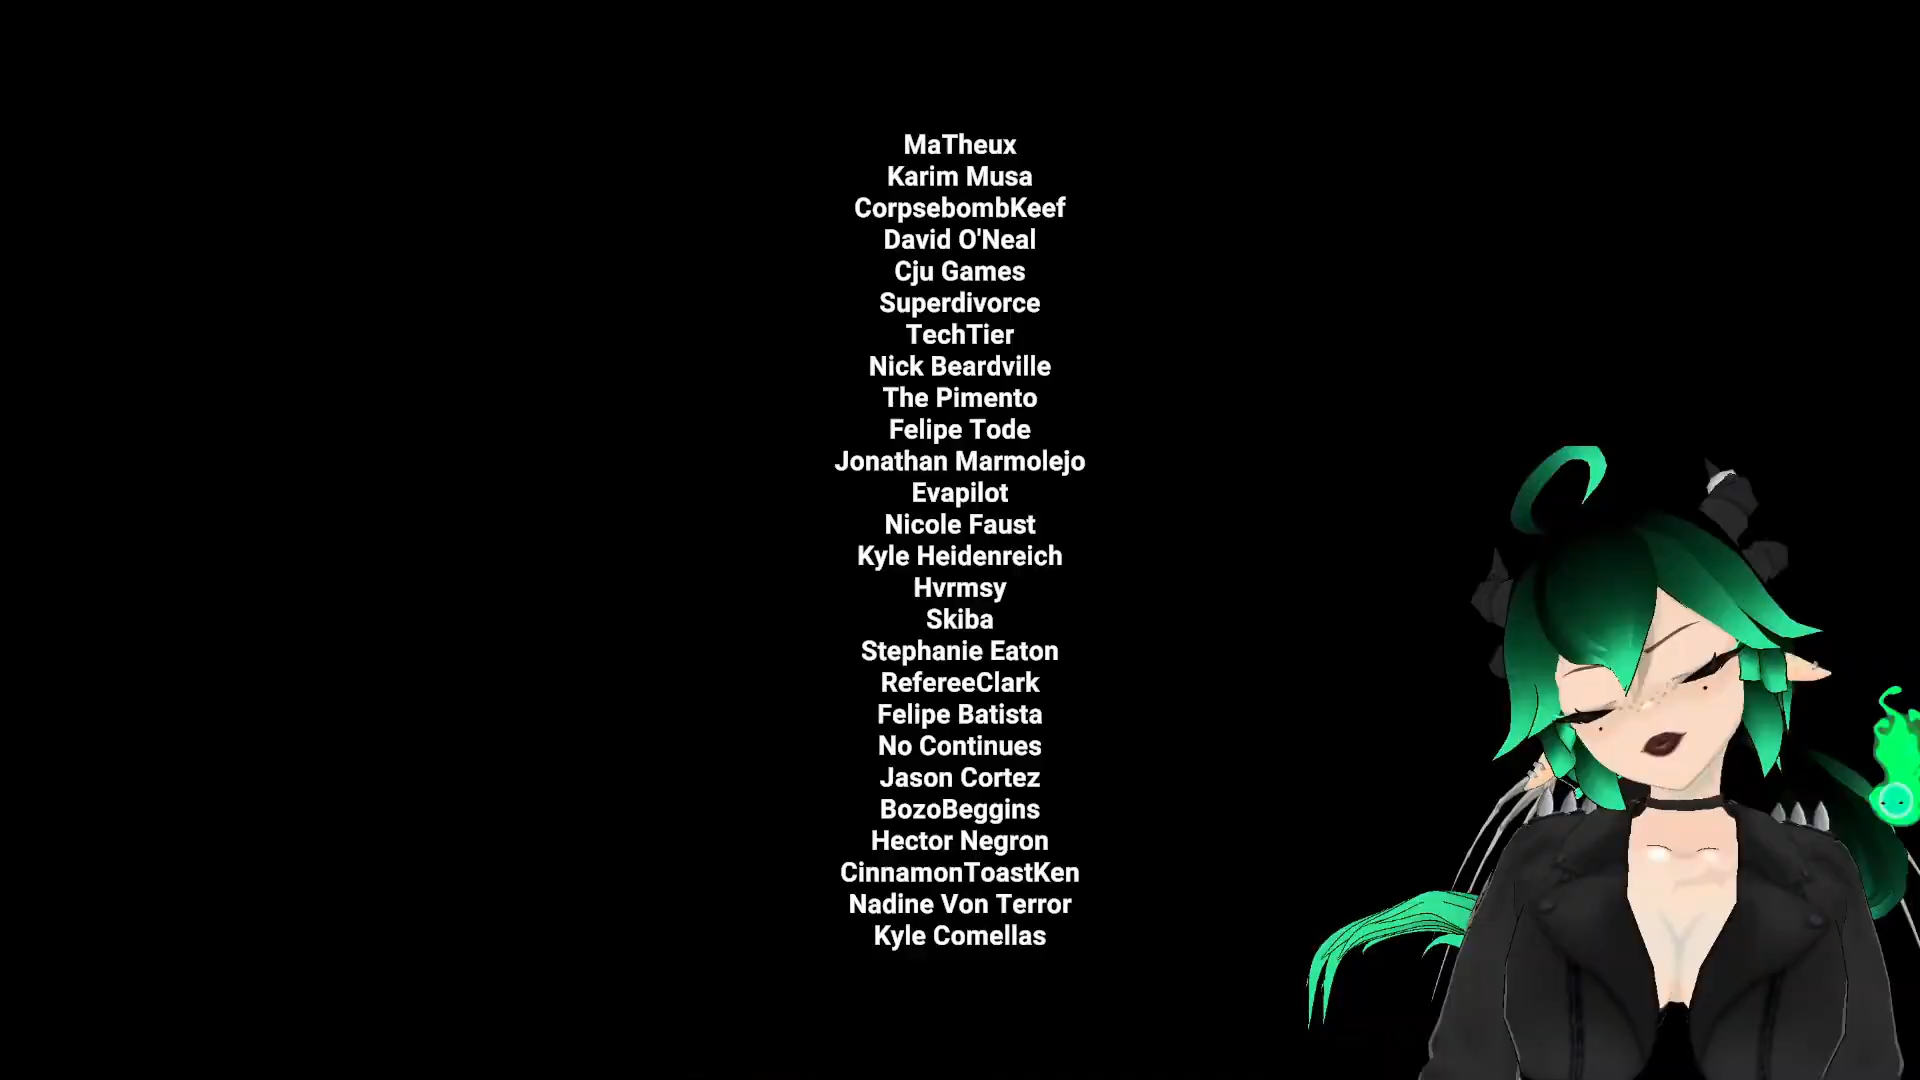 MaTheux
Karim Musa
CorpsebombKeef
David O'Neal
Cju Games
Superdivorce
TechTier
Nick Beardville
The Pimento
Felipe Tode
Jonathan Marmolejo
Evapilot
Nicole Faust
Kyle Heidenreich
Hvrmsy
Skiba
Stephanie Eaton
RefereeClark
Felipe Batista
No Continues
Jason Cortez
BozoBeggins
Hector Negron
CinnamonToastKen
Nadine Von Terror
Kyle Comellas